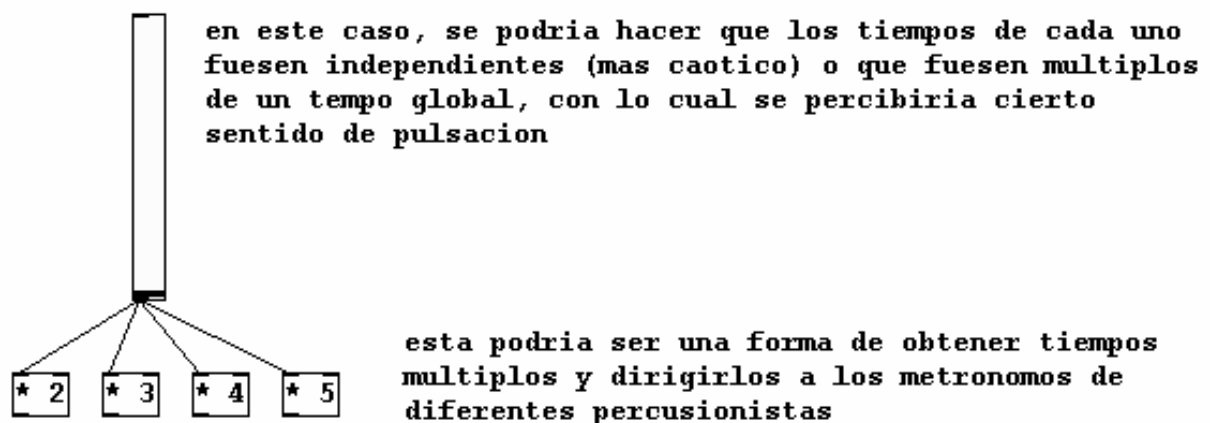 en este caso, se podria hacer que los tiempos de cada uno
fuesen independientes (mas caotico) o que fuesen multiplos
de un tempo global, con lo cual se percibiria cierto
sentido de pulsacion
esta podria ser una forma de obtener tiempos
multiplos y dirigirlos a los metronomos de
diferentes percusionistas
* 2 * 3 * 4 * 5